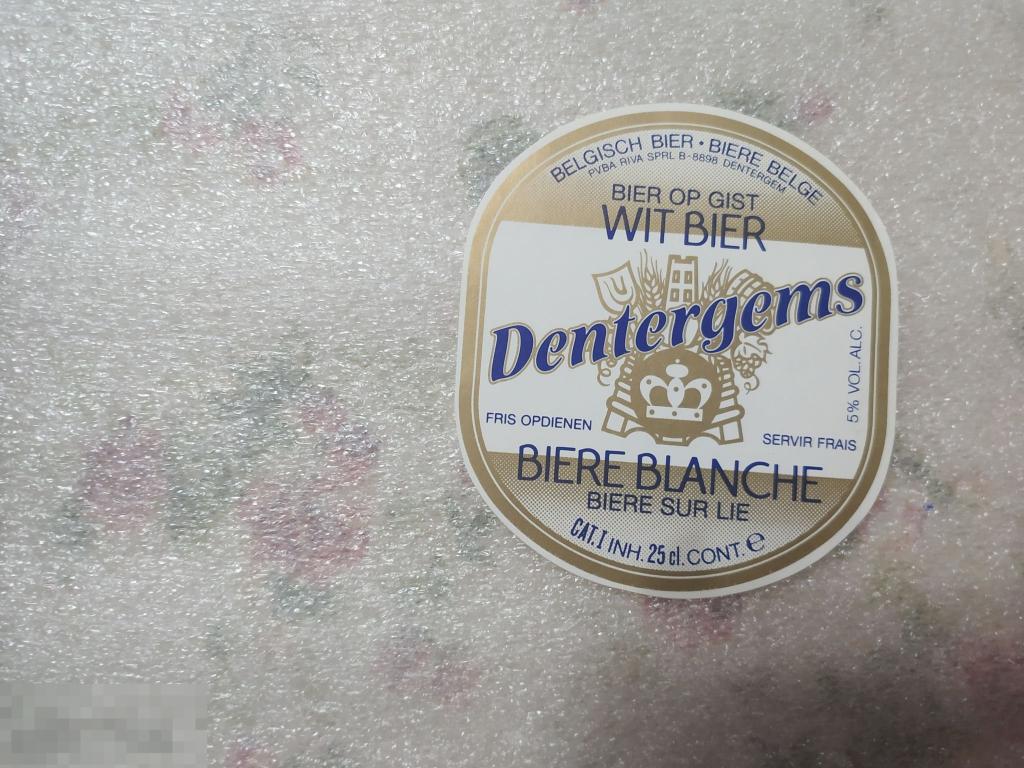 BELGISCH BIER • BIERE BELGE
PVBA RIVA SPRL B-8898 DENTERGEM
BIER OP GIST
WIT BIER
Dentergems
5% VOL. ALC.
FRIS OPDIENEN
SERVIR FRAIS
BIERE BLANCHE
BIERE SUR LIE
CAT. I INH. 25 cl. CONT. ℮